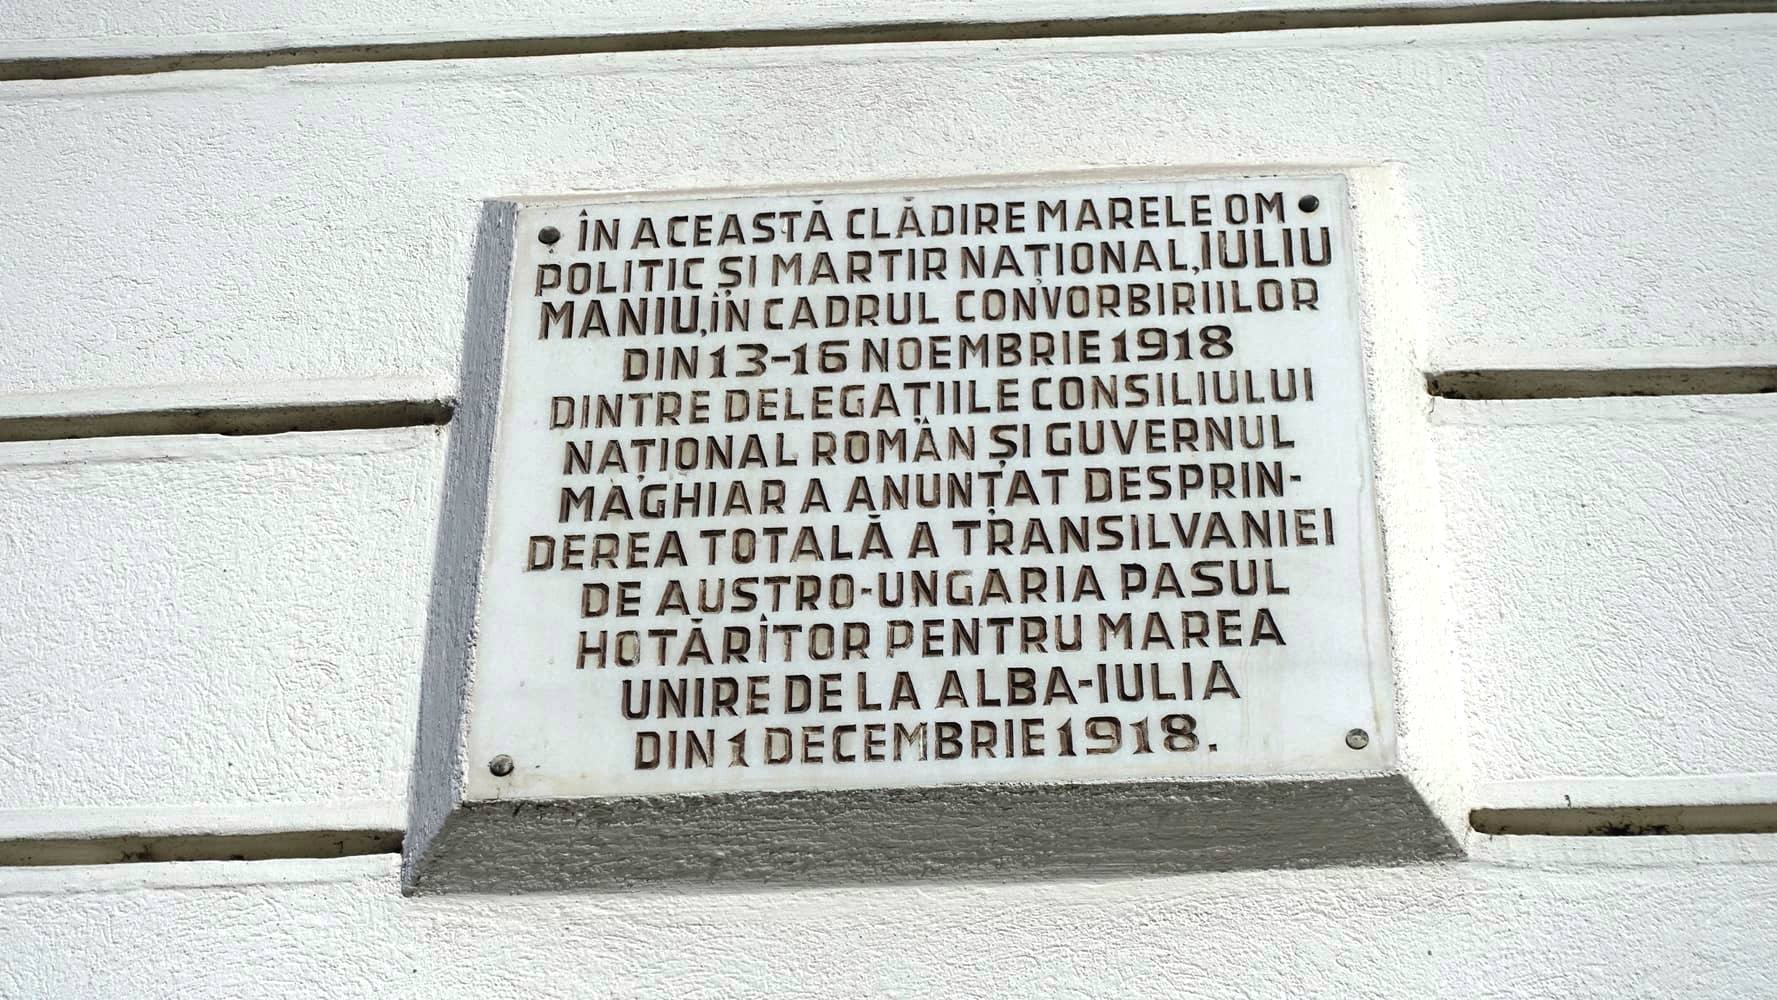 ÎN ACEASTĂ CLĂDIRE MARELE OM
POLITIC ȘI MARTIR NAȚIONAL, IULIU
MANIU, ÎN CADRUL CONVORBIRIILOR
DIN 13-16 NOEMBRIE 1918
DINTRE DELEGAȚIILE CONSILIULUI
NAȚIONAL ROMÂN ȘI GUVERNUL
MAGHIAR A ANUNȚAT DESPRIN-
DEREA TOTALĂ A TRANSILVANIEI
DE AUSTRO-UNGARIA PASUL
HOTĂRÎTOR PENTRU MAREA
UNIRE DE LA ALBA-IULIA
DIN 1 DECEMBRIE 1918.